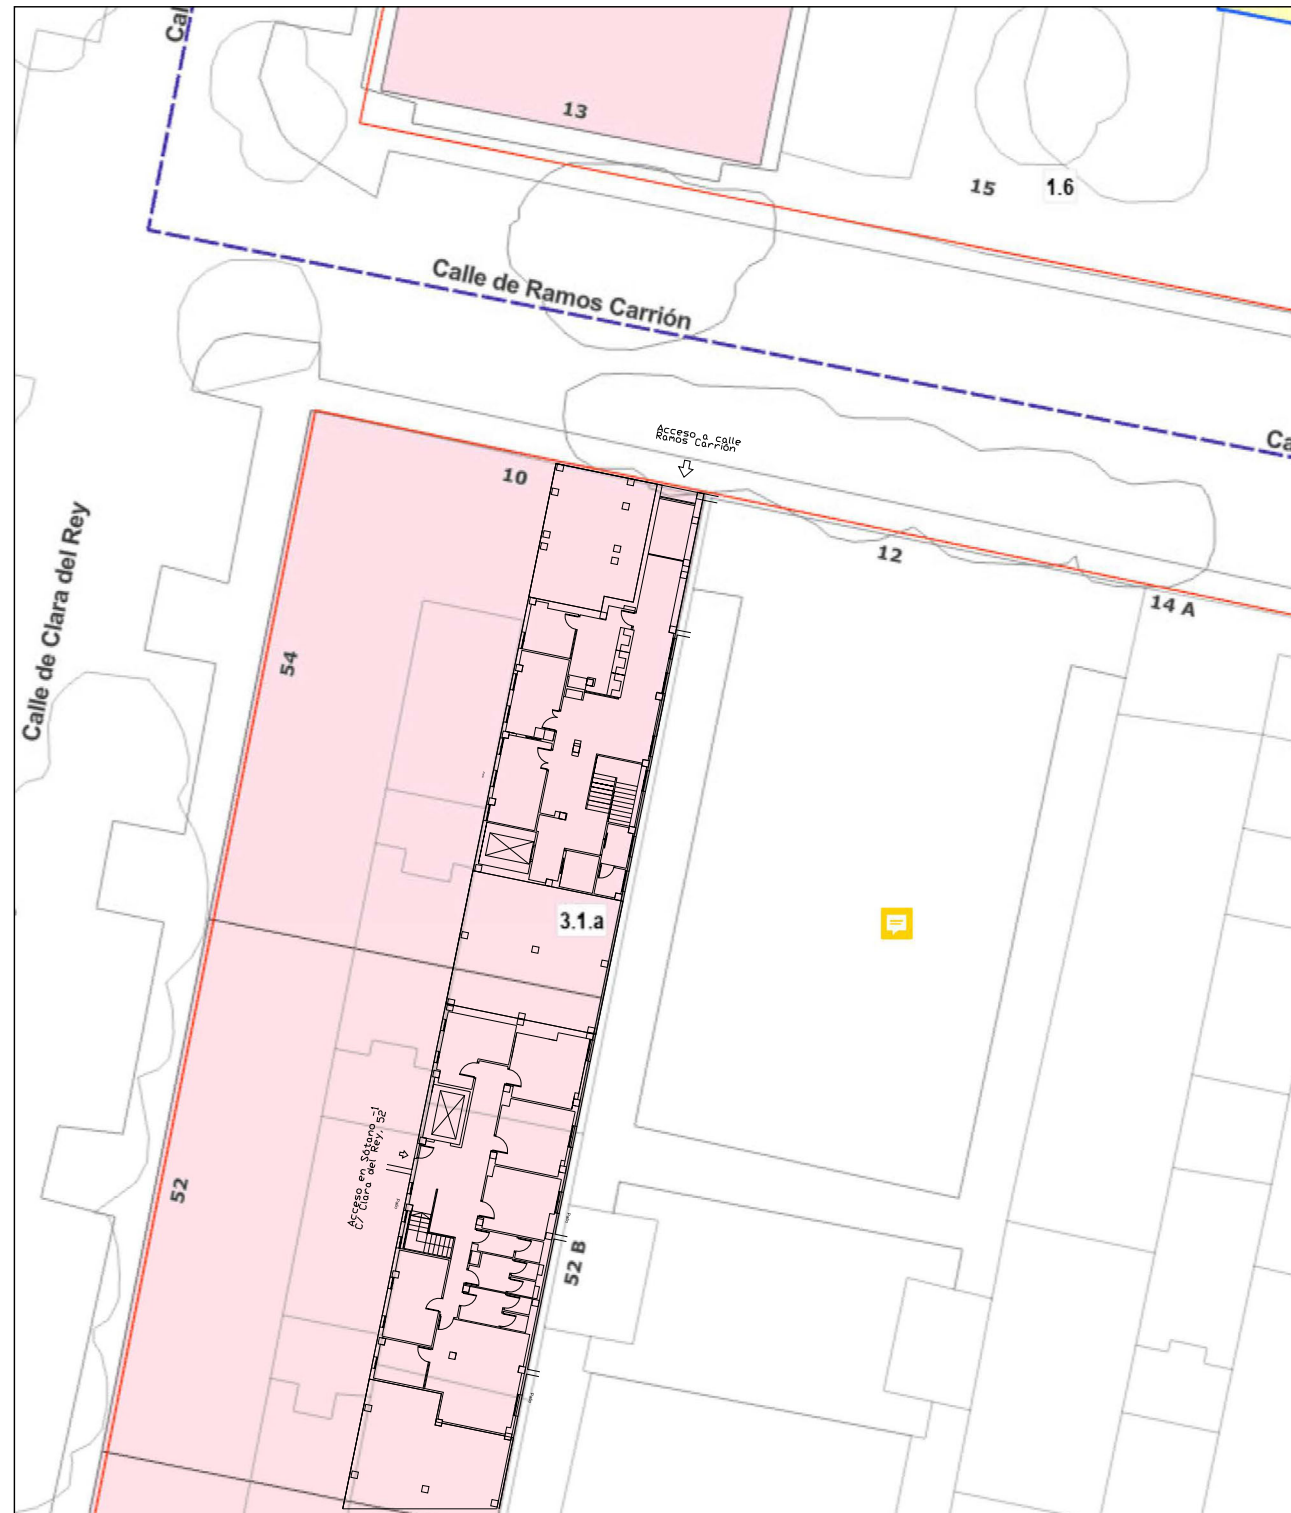 Cal
13
15
1.6
Calle de Ramos Carrión
Ca
Acceso a calle
Ramos Carrión
10
12
14 A
Calle de Clara del Rey
54
3.1.a
Acceso en Sótano -1
C/ Clara del Rey, 52
52
52 B